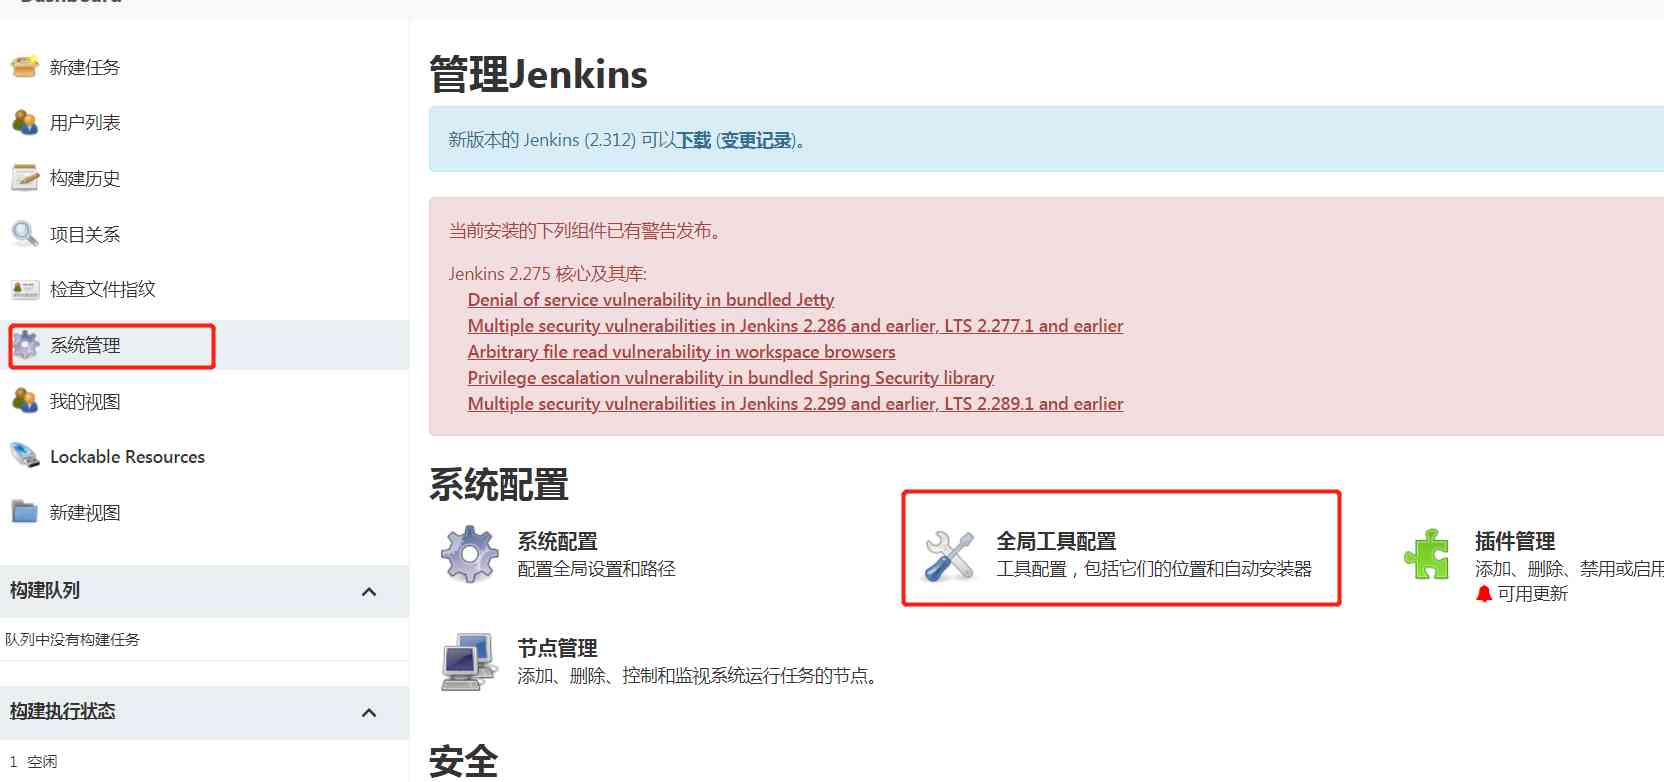 Dashboard
新建任务
用户列表
构建历史
项目关系
检查文件指纹
系统管理
我的视图
Lockable Resources
新建视图
构建队列
队列中没有构建任务
构建执行状态
1 空闲
管理Jenkins
新版本的 Jenkins (2.312) 可以下载 (变更记录)。
当前安装的下列组件已有警告发布。
Jenkins 2.275 核心及其库:
Denial of service vulnerability in bundled Jetty
Multiple security vulnerabilities in Jenkins 2.286 and earlier, LTS 2.277.1 and earlier
Arbitrary file read vulnerability in workspace browsers
Privilege escalation vulnerability in bundled Spring Security library
Multiple security vulnerabilities in Jenkins 2.299 and earlier, LTS 2.289.1 and earlier
系统配置
系统配置
配置全局设置和路径
全局工具配置
工具配置，包括它们的位置和自动安装器
插件管理
添加、删除、禁用或启用
可用更新
节点管理
添加、删除、控制和监视系统运行任务的节点。
安全